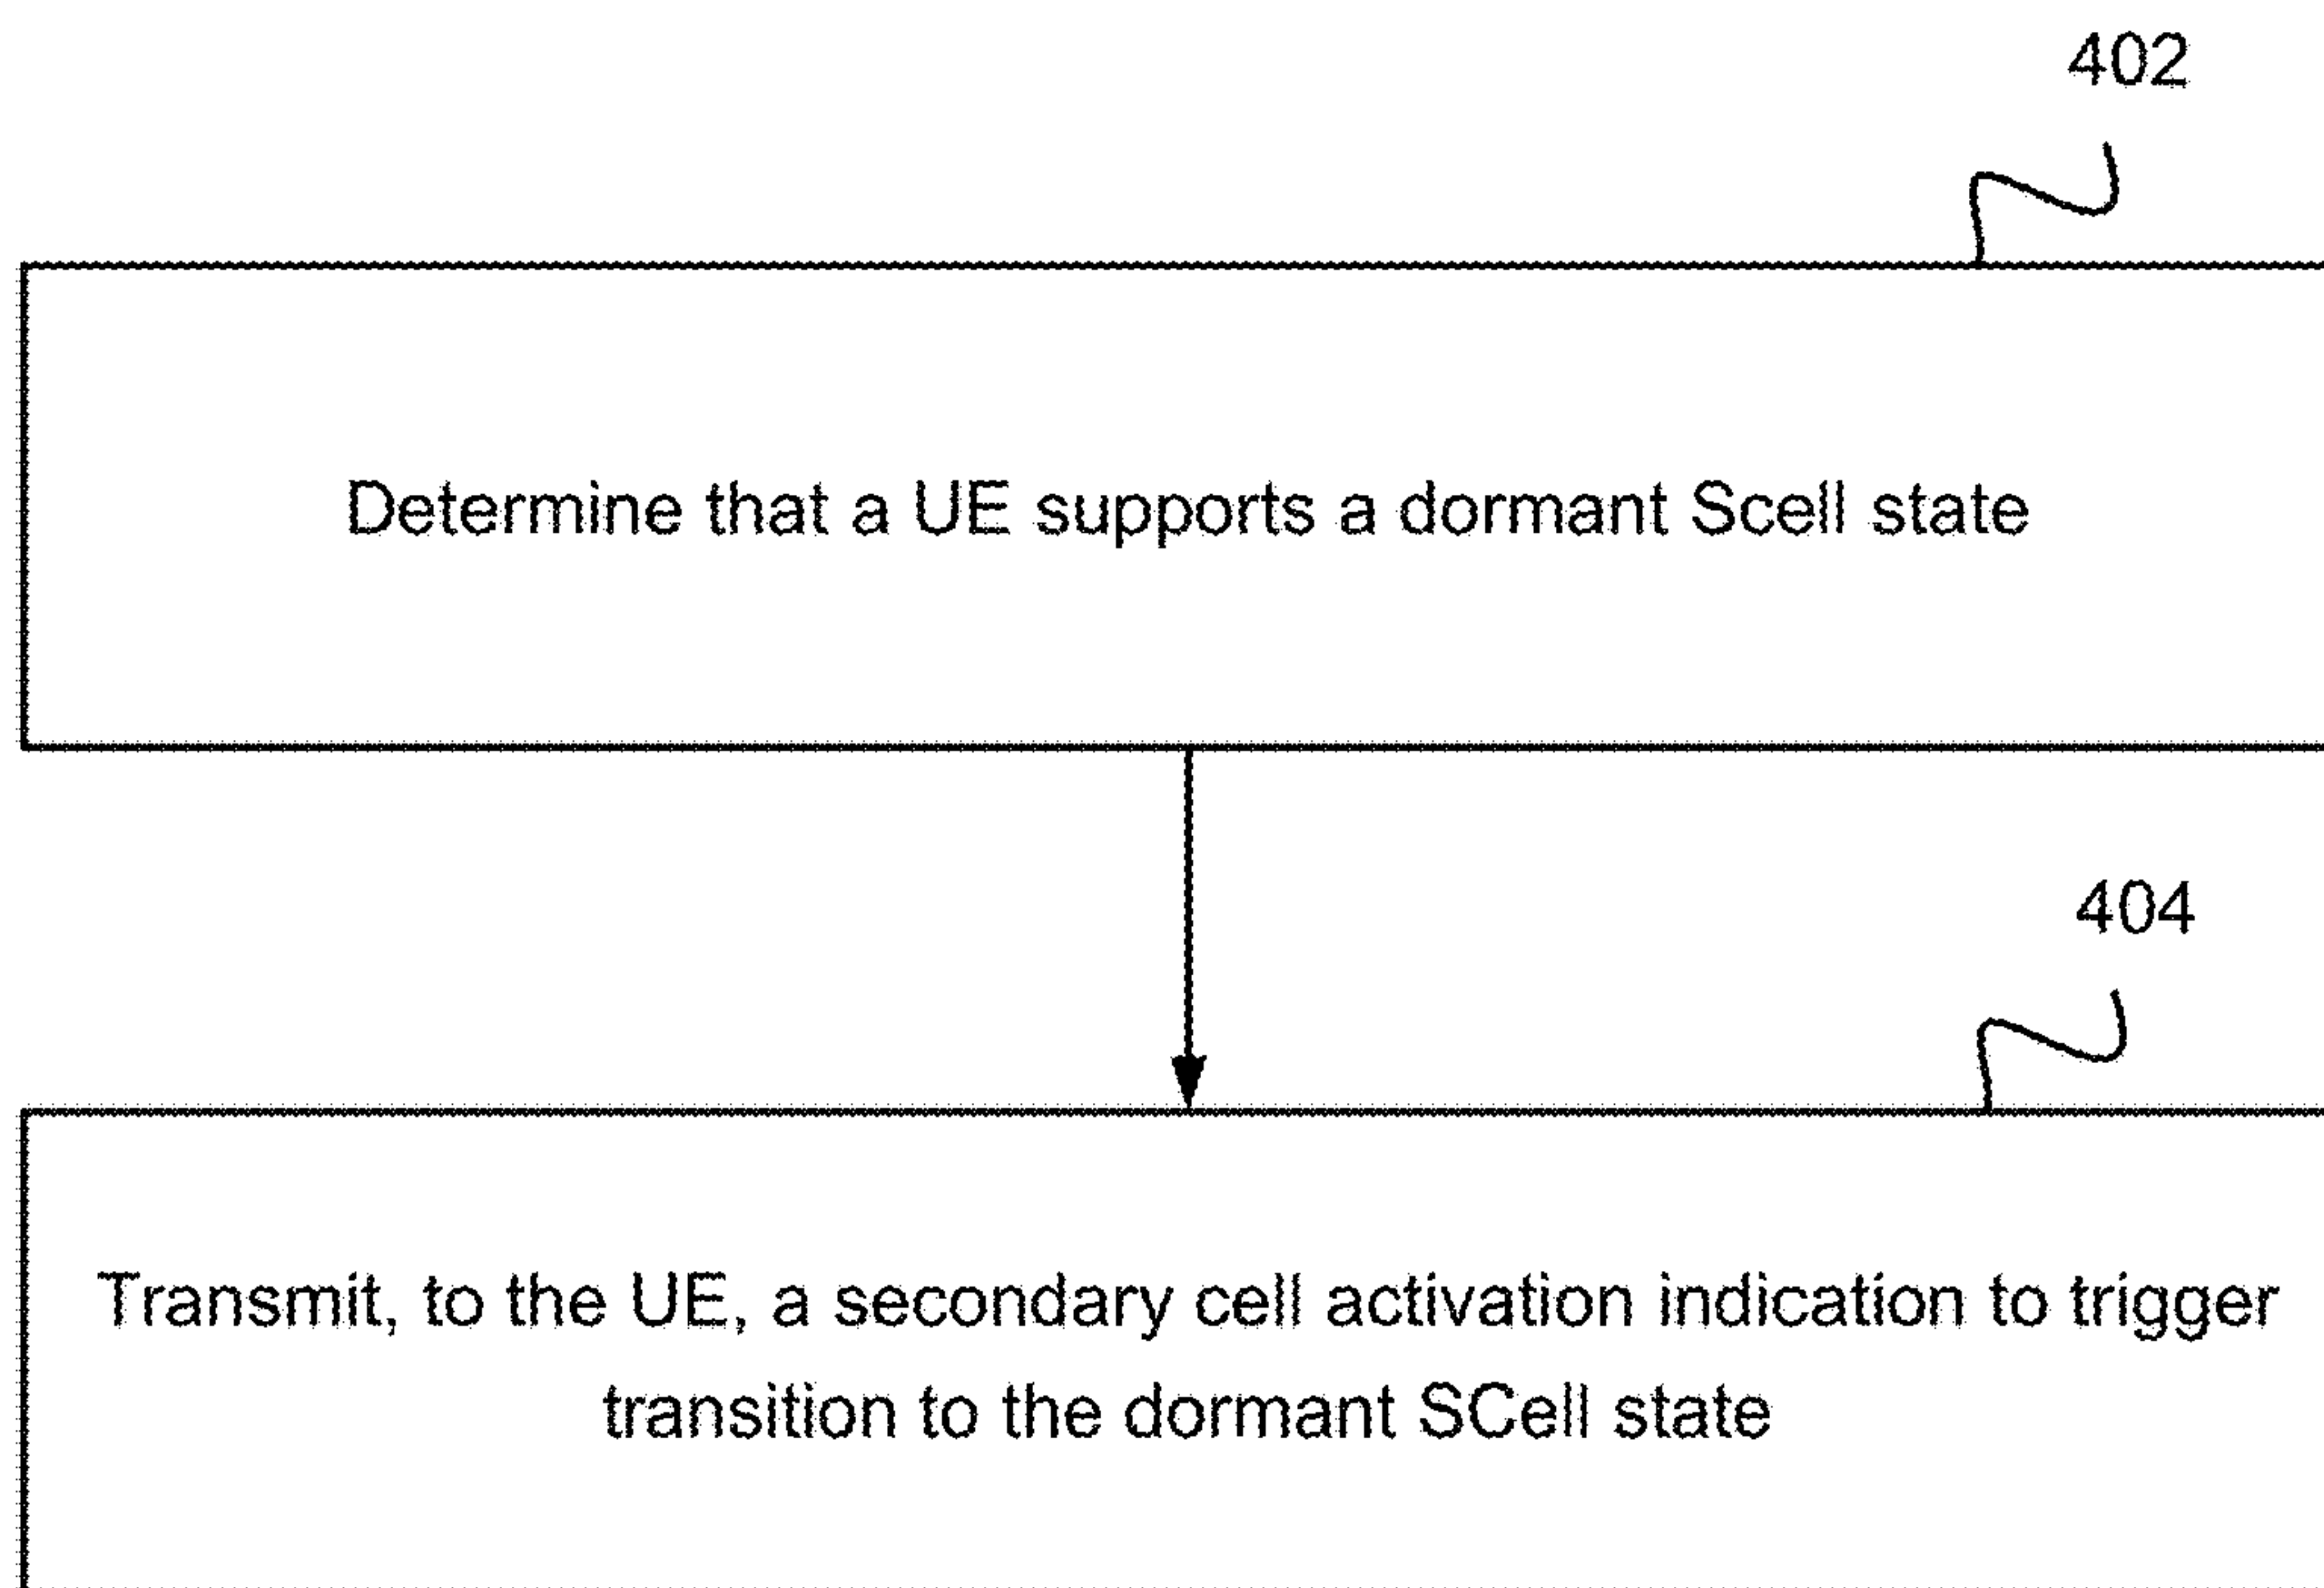 402
Determine that a UE supports a dormant Scell state
404
Transmit, to the UE, a secondary cell activation indication to trigger
transition to the dormant SCell state